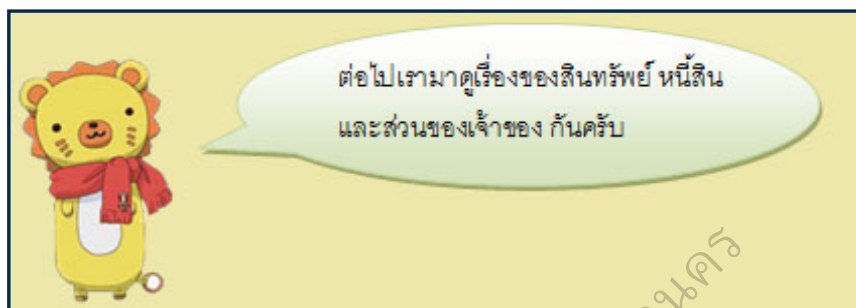 ต่อไปเรามาดูเรื่องของสินทรัพย์ หนี้สิน
และส่วนของเจ้าของ กันครับ